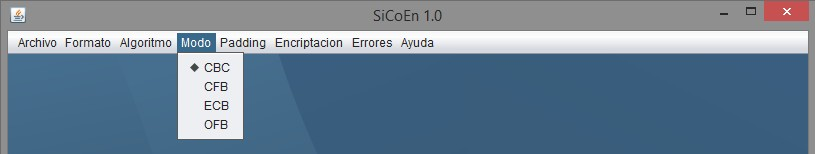 SiCoEn 1.0
Archivo Formato Algoritmo Modo Padding Encriptacion Errores Ayuda
CBC
CFB
ECB
OFB